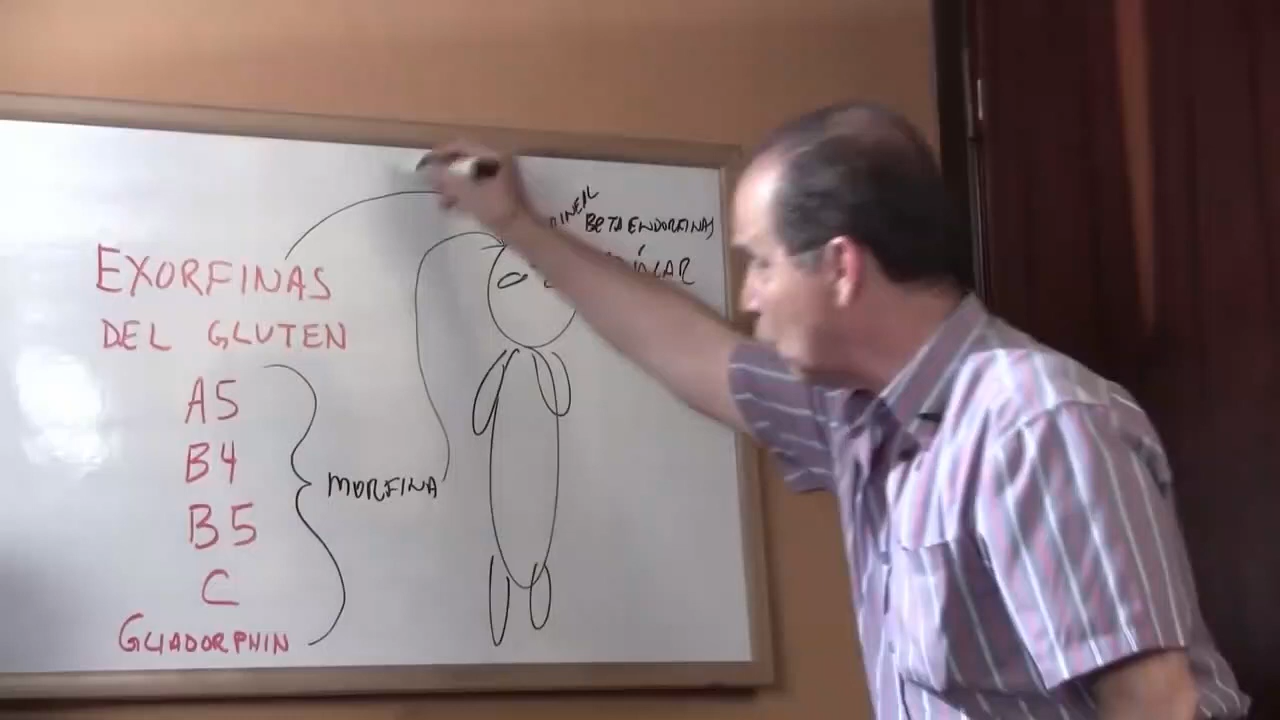 EXORFINAS
DEL GLUTEN
A5
B4
B5
C
GLIADORPHIN
MORFINA
BETA ENDORFINAS